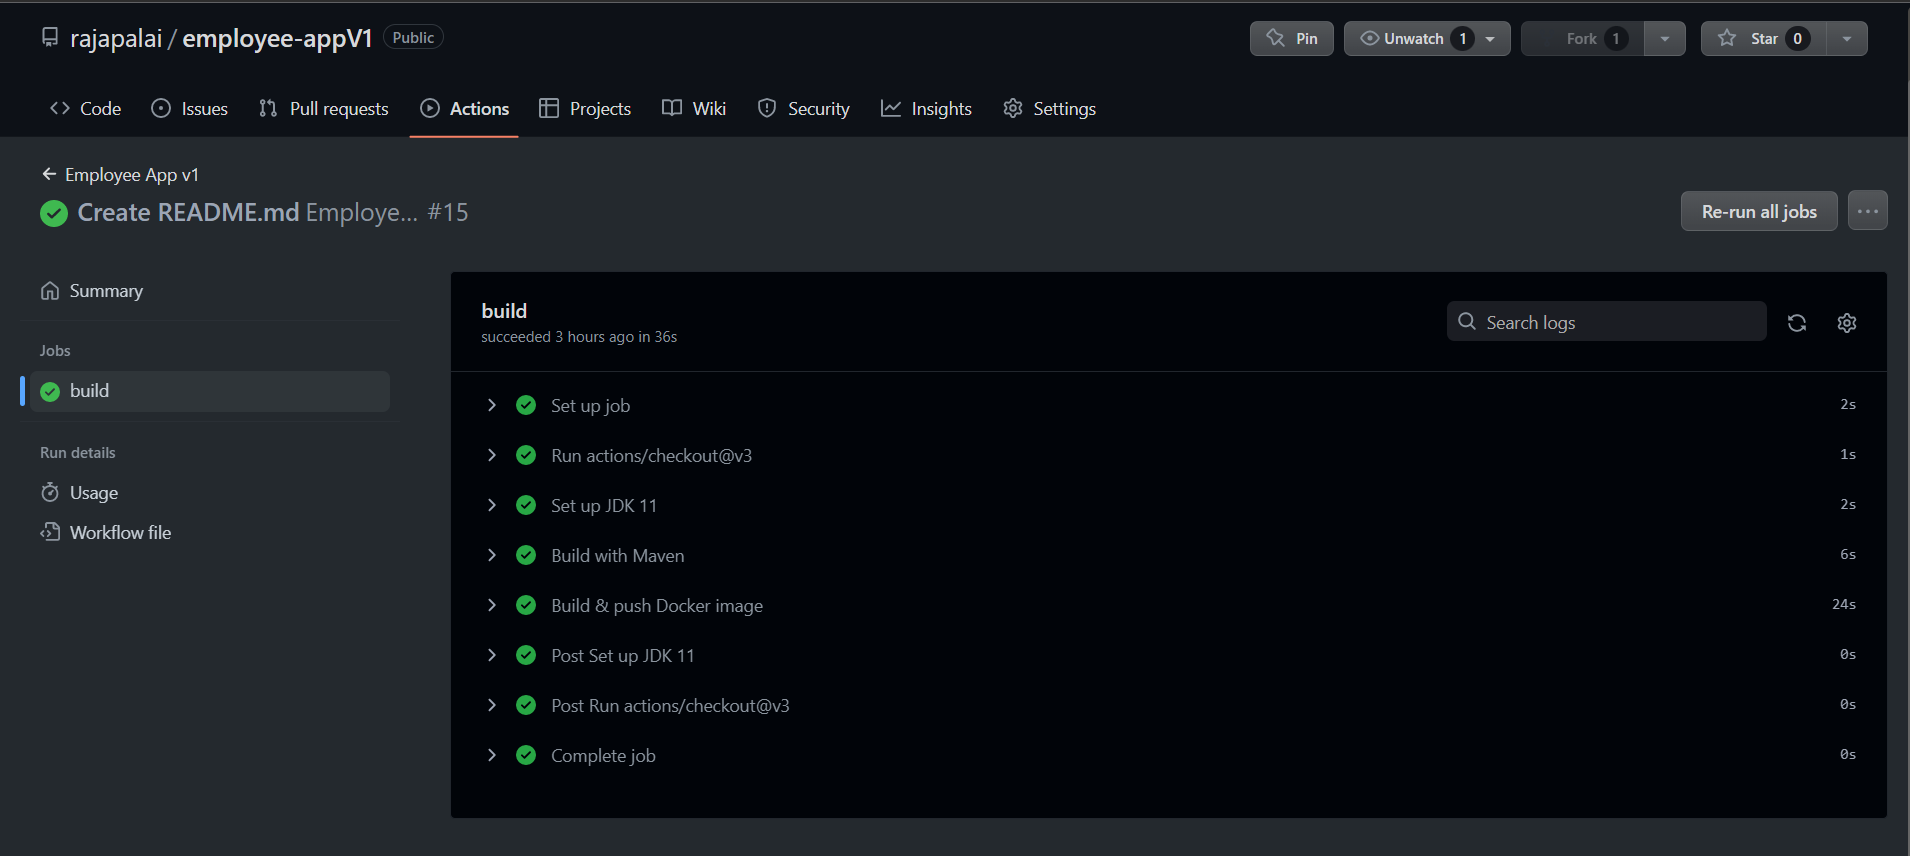 rajapalai / employee-appV1 Public
Pin Unwatch 1 Fork 1 Star 0
Code Issues Pull requests Actions Projects Wiki Security Insights Settings
Employee App v1
Create README.md Employe... #15
Re-run all jobs
Summary
Jobs
build
Run details
Usage
Workflow file
build
succeeded 3 hours ago in 36s
Search logs
Set up job 2s
Run actions/checkout@v3 1s
Set up JDK 11 2s
Build with Maven 6s
Build & push Docker image 24s
Post Set up JDK 11 0s
Post Run actions/checkout@v3 0s
Complete job 0s